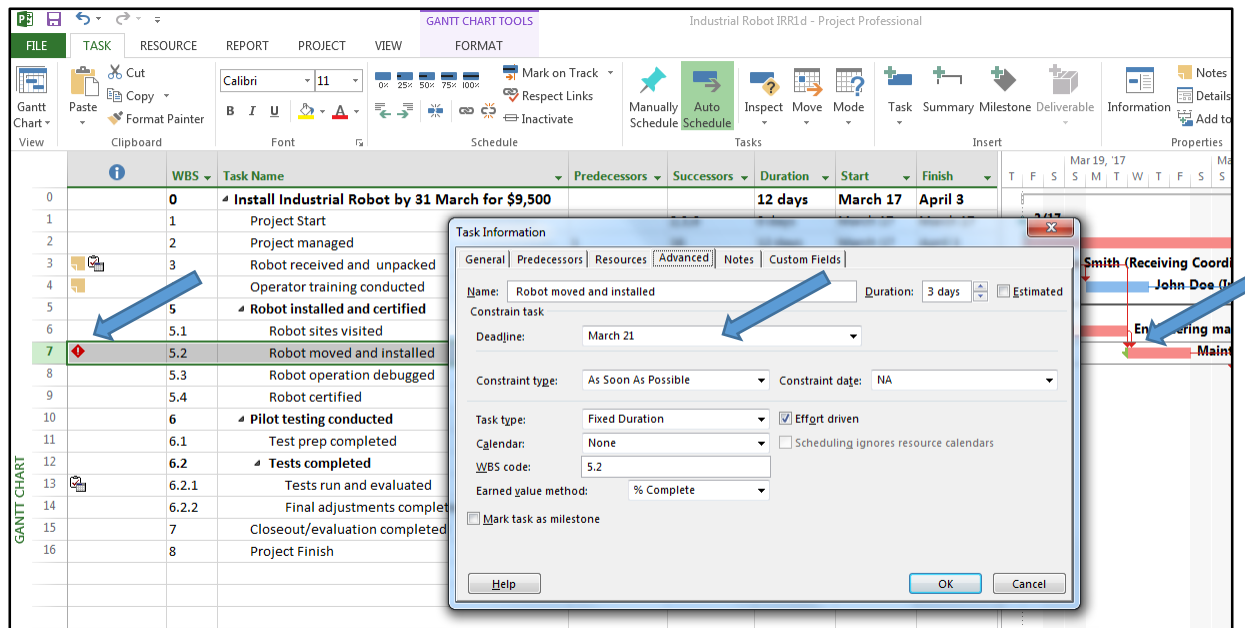 GANTT CHART TOOLS
Industrial Robot IRR1d - Project Professional
FILE TASK RESOURCE REPORT PROJECT VIEW FORMAT
Gantt Chart
View
Paste
Cut
Copy
Format Painter
Clipboard
Calibri 11
B I U A
Font
0% 25% 50% 75% 100%
Mark on Track
Respect Links
Inactivate
Schedule
Manually Schedule
Auto Schedule
Inspect Move Mode
Tasks
Task Summary Milestone Deliverable
Insert
Information
Notes
Details
Add to
Properties
WBS Task Name Predecessors Successors Duration Start Finish
Mar 19, '17
T F S S M T W T F S S
0 0 Install Industrial Robot by 31 March for $9,500 12 days March 17 April 3
1 1 Project Start
2 2 Project managed
3 3 Robot received and unpacked
4 4 Operator training conducted
5 5 Robot installed and certified
6 5.1 Robot sites visited
7 5.2 Robot moved and installed
8 5.3 Robot operation debugged
9 5.4 Robot certified
10 6 Pilot testing conducted
11 6.1 Test prep completed
12 6.2 Tests completed
13 6.2.1 Tests run and evaluated
14 6.2.2 Final adjustments complet
15 7 Closeout/evaluation completed
16 8 Project Finish
GANTT CHART
Task Information
General Predecessors Resources Advanced Notes Custom Fields
Name: Robot moved and installed Duration: 3 days Estimated
Constrain task
Deadline: March 21
Constraint type: As Soon As Possible Constraint date: NA
Task type: Fixed Duration Effort driven
Calendar: None Scheduling ignores resource calendars
WBS code: 5.2
Earned value method: % Complete
Mark task as milestone
Help OK Cancel
Smith (Receiving Coordi
John Doe (I
Maint